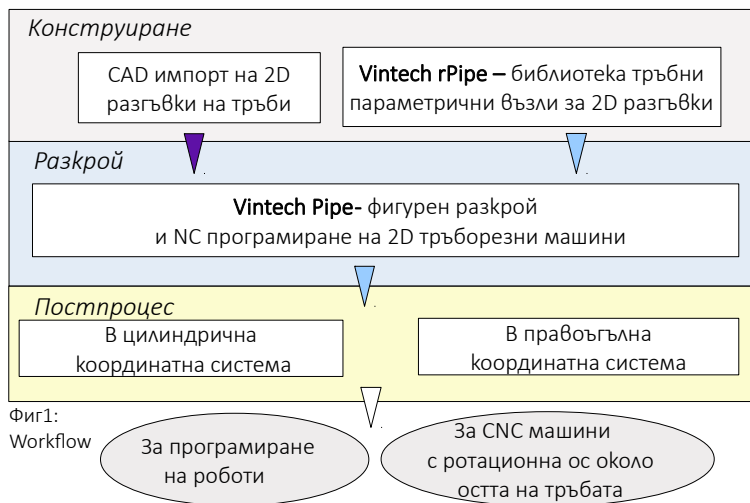 Конструиране
CAD импорт на 2D
разгъвки на тръби
Vintech rPipe – библиотека тръбни
параметрични възли за 2D разгъвки
Разкрой
Vintech Pipe- фигурен разкрой
и NC програмиране на 2D тръборезни машини
Постпроцес
В цилиндрична
координатна система
В правоъгълна
координатна система
Фиг1:
Workflow
За програмиране
на роботи
За CNC машини
с ротационна ос около
остта на тръбата